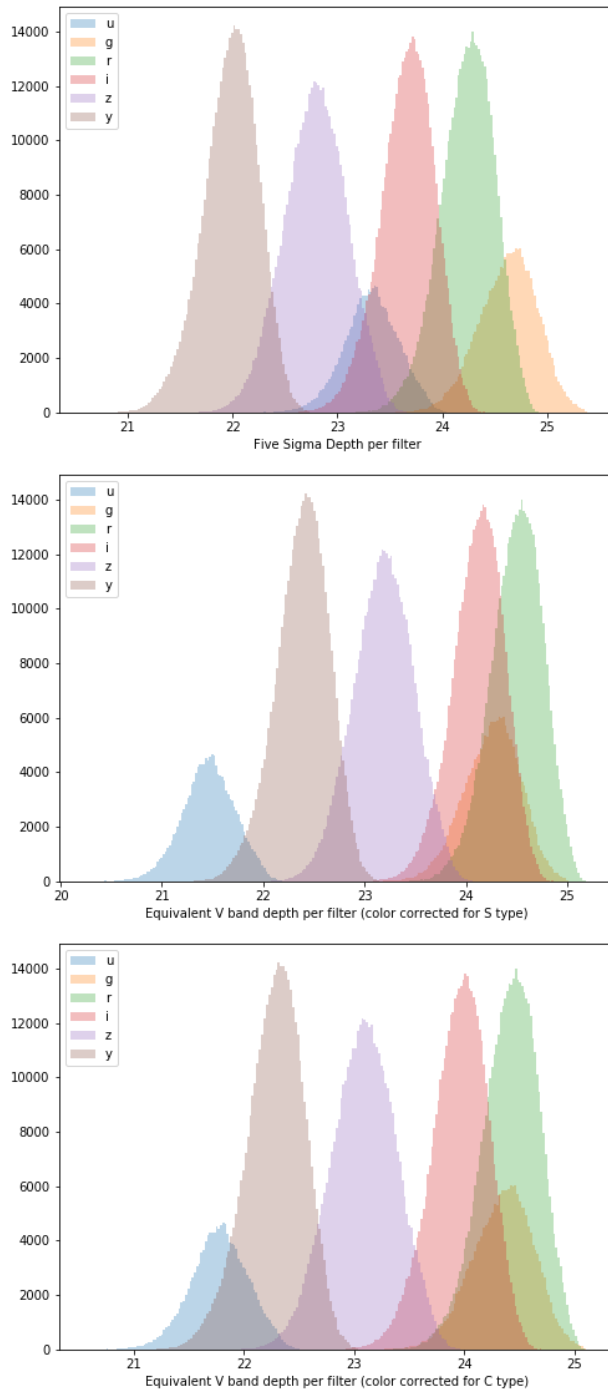 14000
12000
10000
8000
6000
4000
2000
0
u
g
r
i
z
y
21 22 23 24 25
Five Sigma Depth per filter
14000
12000
10000
8000
6000
4000
2000
0
u
g
r
i
z
y
20 21 22 23 24 25
Equivalent V band depth per filter (color corrected for S type)
14000
12000
10000
8000
6000
4000
2000
0
u
g
r
i
z
y
21 22 23 24 25
Equivalent V band depth per filter (color corrected for C type)